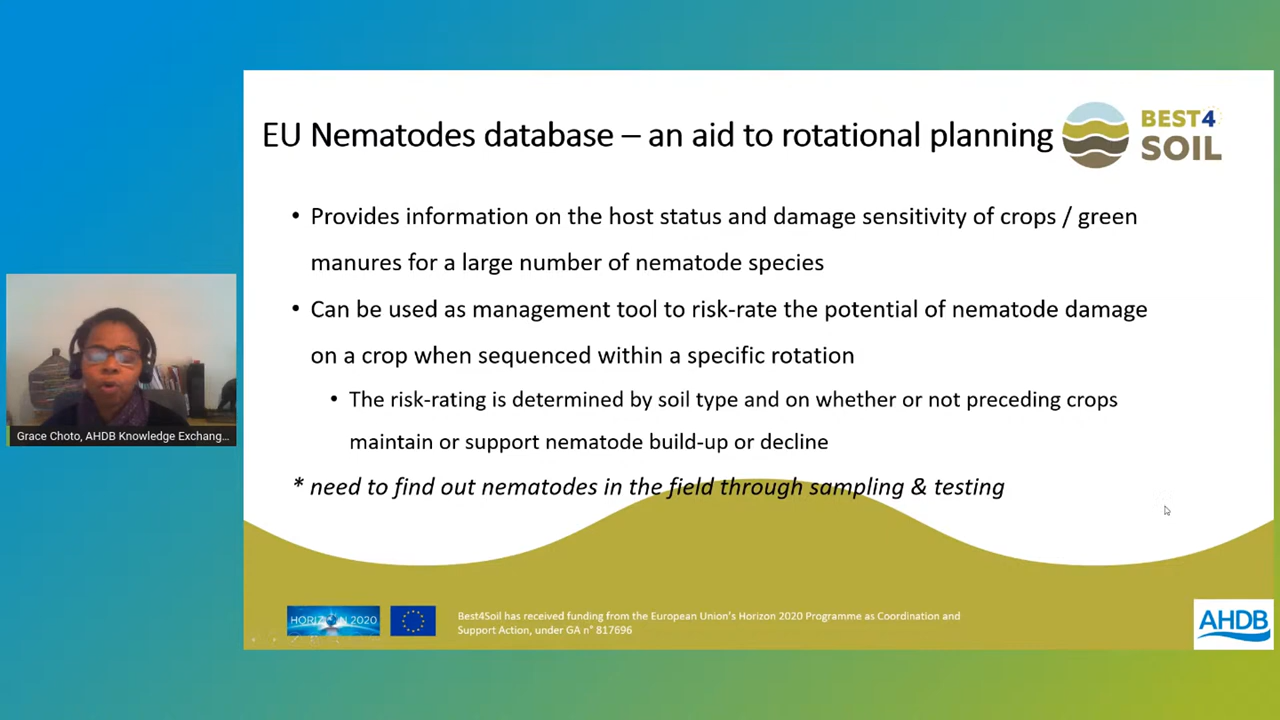 EU Nematodes database – an aid to rotational planning
BEST4
SOIL
• Provides information on the host status and damage sensitivity of crops / green
manures for a large number of nematode species
• Can be used as management tool to risk-rate the potential of nematode damage
on a crop when sequenced within a specific rotation
• The risk-rating is determined by soil type and on whether or not preceding crops
maintain or support nematode build-up or decline
* need to find out nematodes in the field through sampling & testing
Grace Choto, AHDB Knowledge Exchang...
HORIZON 2020
Best4Soil has received funding from the European Union's Horizon 2020 Programme as Coordination and
Support Action, under GA n° 817696
AHDB